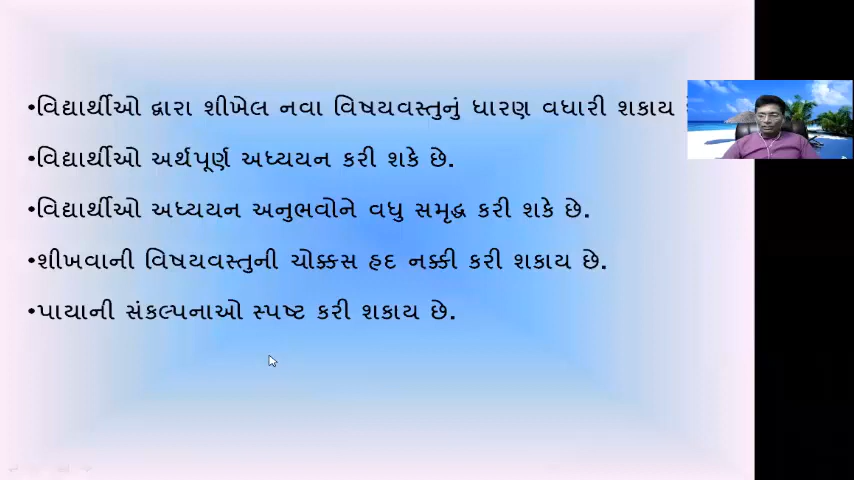 •વિદ્યાર્થીઓ દ્વારા શીખેલ નવા વિષયવસ્તુનું ધારણ વધારી શકાય
•વિદ્યાર્થીઓ અર્થપૂર્ણ અધ્યયન કરી શકે છે.
•વિદ્યાર્થીઓ અધ્યયન અનુભવોને વધુ સમૃદ્ધ કરી શકે છે.
•શીખવાની વિષયવસ્તુની ચોક્કસ હદ નક્કી કરી શકાય છે.
•પાયાની સંકલ્પનાઓ સ્પષ્ટ કરી શકાય છે.